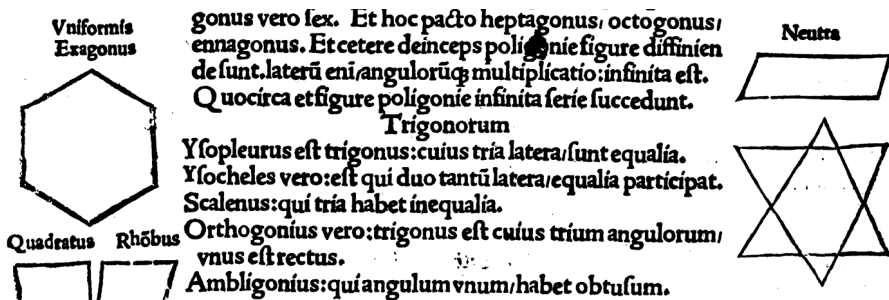 Vniformis
Exagonus
gonus vero ſex. Et hoc pacto heptagonus/ octogonus/
ennagonus. Et cetere deinceps poligonie figure diffinien
de ſunt. laterū eni/ angulorūqꝫ multiplicatio: infinita eſt.
Quocirca et figure poligonie infinita ſerie ſuccedunt.
Trigonorum
Yſopleurus eſt trigonus: cuius tria latera/ ſunt equalia.
Yſocheles vero: eſt qui duo tantū latera/ equalia participat.
Scalenus: qui tria habet inequalia.
Orthogonius vero: trigonus eſt cuius trium angulorum/
vnus eſt rectus.
Ambligonius: qui angulum vnum/ habet obtuſum.
Quadratus Rhōbus
Neutra